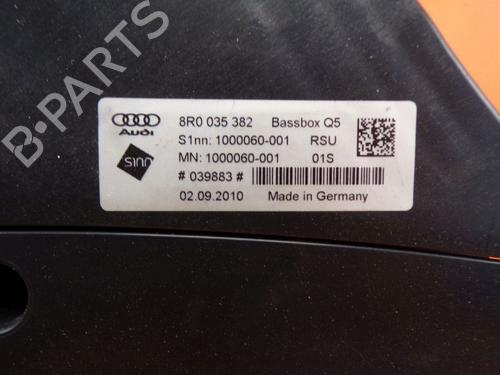 B-PARTS
Audi
8R0 035 382 Bassbox Q5
S1nn
S1nn: 1000060-001 RSU
MN: 1000060-001 01S
# 039883 #
02.09.2010 Made in Germany